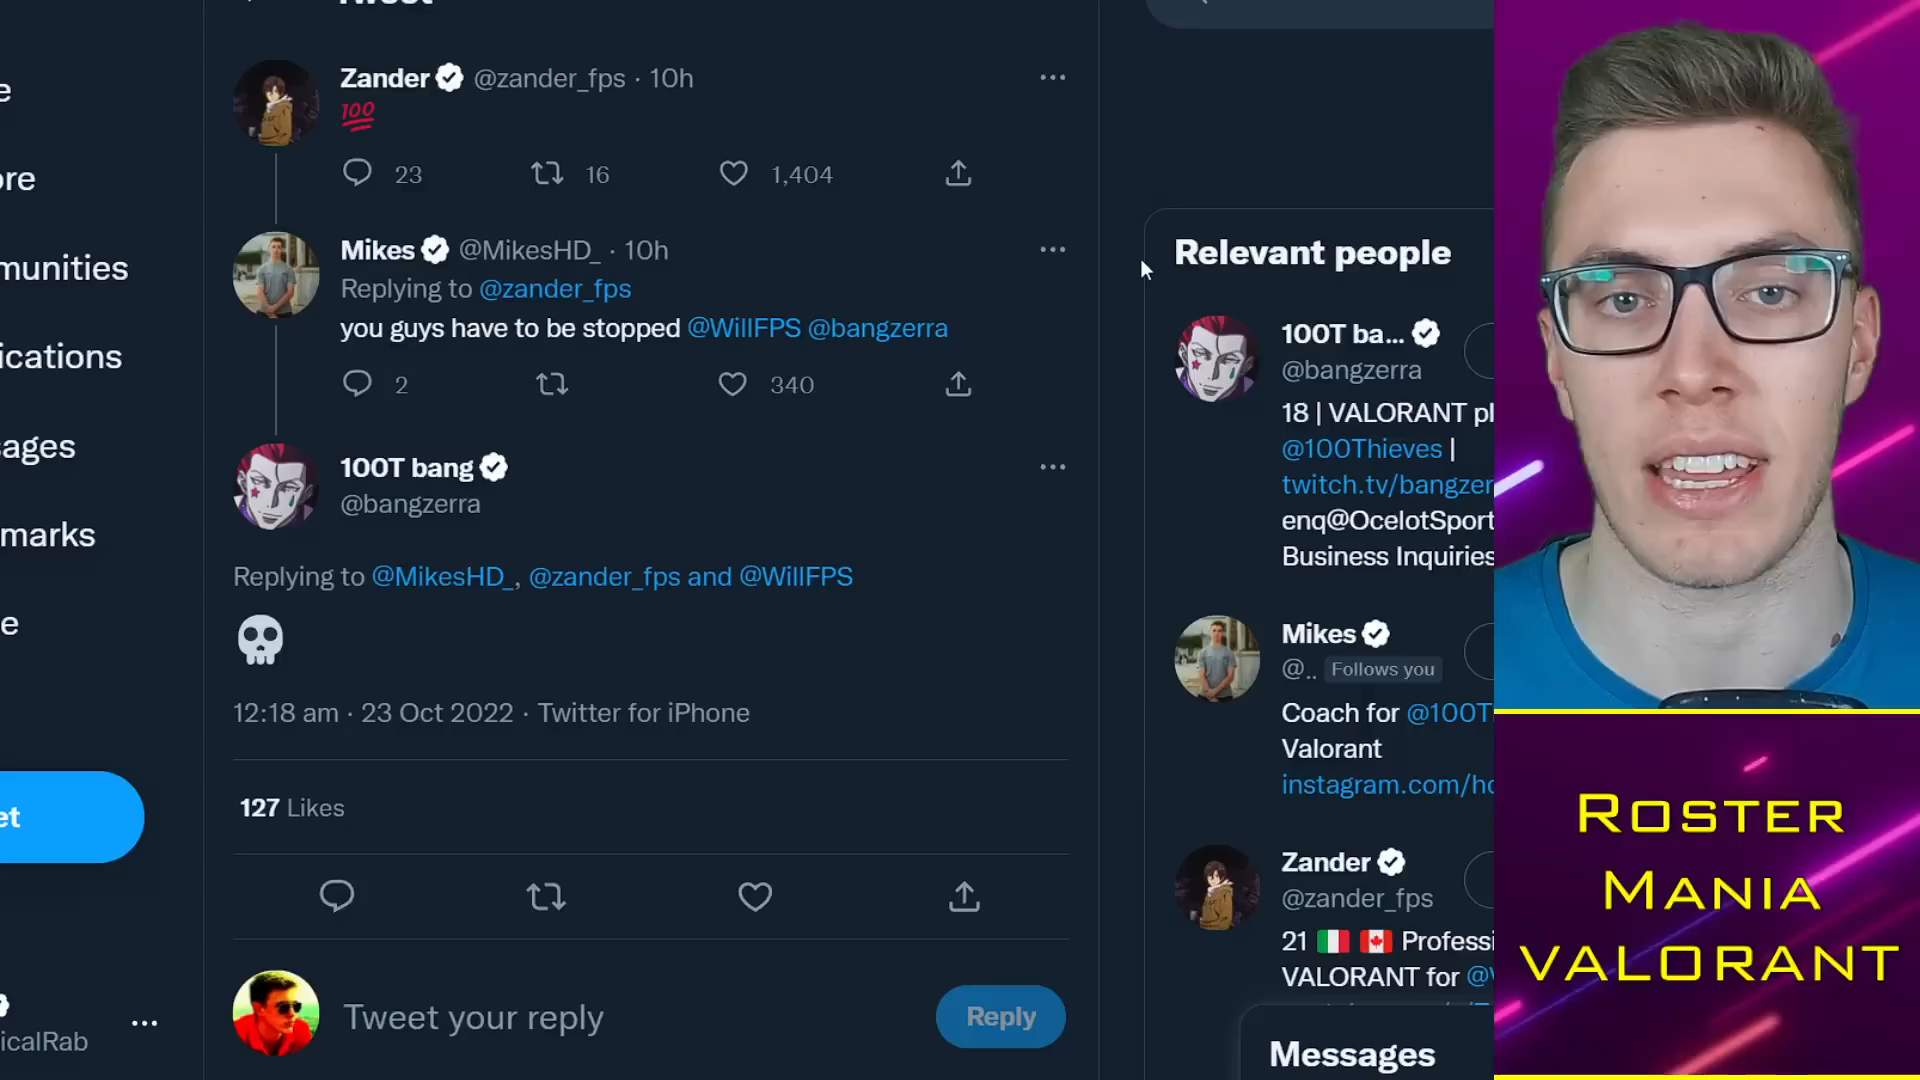 Tweet
Zander @zander_fps · 10h
💯
23 16 1,404
Mikes @MikesHD_ · 10h
Replying to @zander_fps
you guys have to be stopped @WillFPS @bangzerra
2 340
100T bang
@bangzerra
Replying to @MikesHD_, @zander_fps and @WillFPS
💀
12:18 am · 23 Oct 2022 · Twitter for iPhone
127 Likes
Tweet your reply
Reply
e
ore
munities
ications
sages
marks
e
et
icalRab
Relevant people
100T ba...
@bangzerra
18 | VALORANT pl
@100Thieves |
twitch.tv/bangzer
enq@OcelotSport
Business Inquiries
Mikes
@.. Follows you
Coach for @100T
Valorant
instagram.com/ho
Zander
@zander_fps
21 🇮🇹 🇨🇦 Professi
VALORANT for @
Messages
ROSTER
MANIA
VALORANT